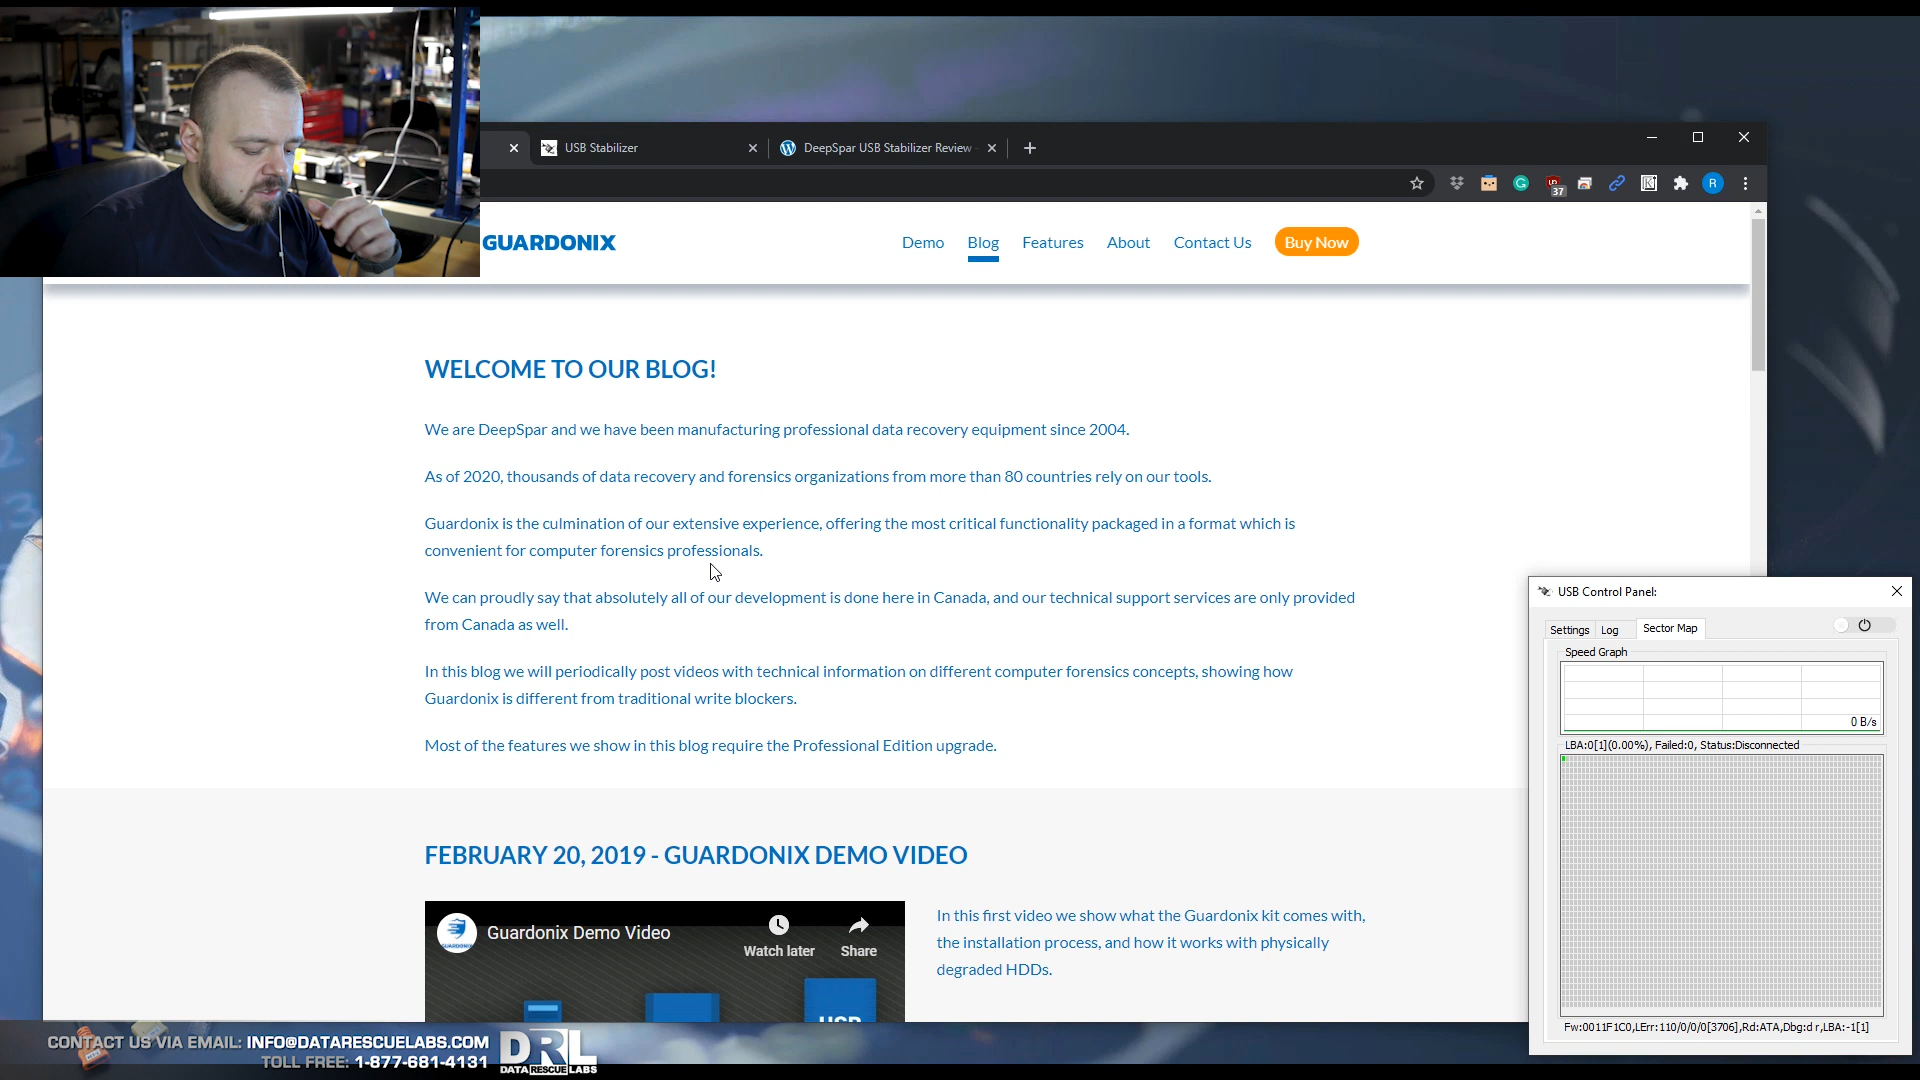 USB Stabilizer
DeepSpar USB Stabilizer Review
37
R
GUARDONIX
Demo
Blog
Features
About
Contact Us
Buy Now
WELCOME TO OUR BLOG!
We are DeepSpar and we have been manufacturing professional data recovery equipment since 2004.
As of 2020, thousands of data recovery and forensics organizations from more than 80 countries rely on our tools.
Guardonix is the culmination of our extensive experience, offering the most critical functionality packaged in a format which is
convenient for computer forensics professionals.
We can proudly say that absolutely all of our development is done here in Canada, and our technical support services are only provided
from Canada as well.
In this blog we will periodically post videos with technical information on different computer forensics concepts, showing how
Guardonix is different from traditional write blockers.
Most of the features we show in this blog require the Professional Edition upgrade.
FEBRUARY 20, 2019 - GUARDONIX DEMO VIDEO
GUARDONIX
Guardonix Demo Video
Watch later
Share
USB
In this first video we show what the Guardonix kit comes with,
the installation process, and how it works with physically
degraded HDDs.
USB Control Panel:
Settings
Log
Sector Map
Speed Graph
0 B/s
LBA:0[1](0.00%), Failed:0, Status:Disconnected
Fw:0011F1C0,LErr:110/0/0/0[3706],Rd:ATA,Dbg:d r,LBA:-1[1]
CONTACT US VIA EMAIL: INFO@DATARESCUELABS.COM
TOLL FREE: 1-877-681-4131
DRL
DATA RESCUE LABS